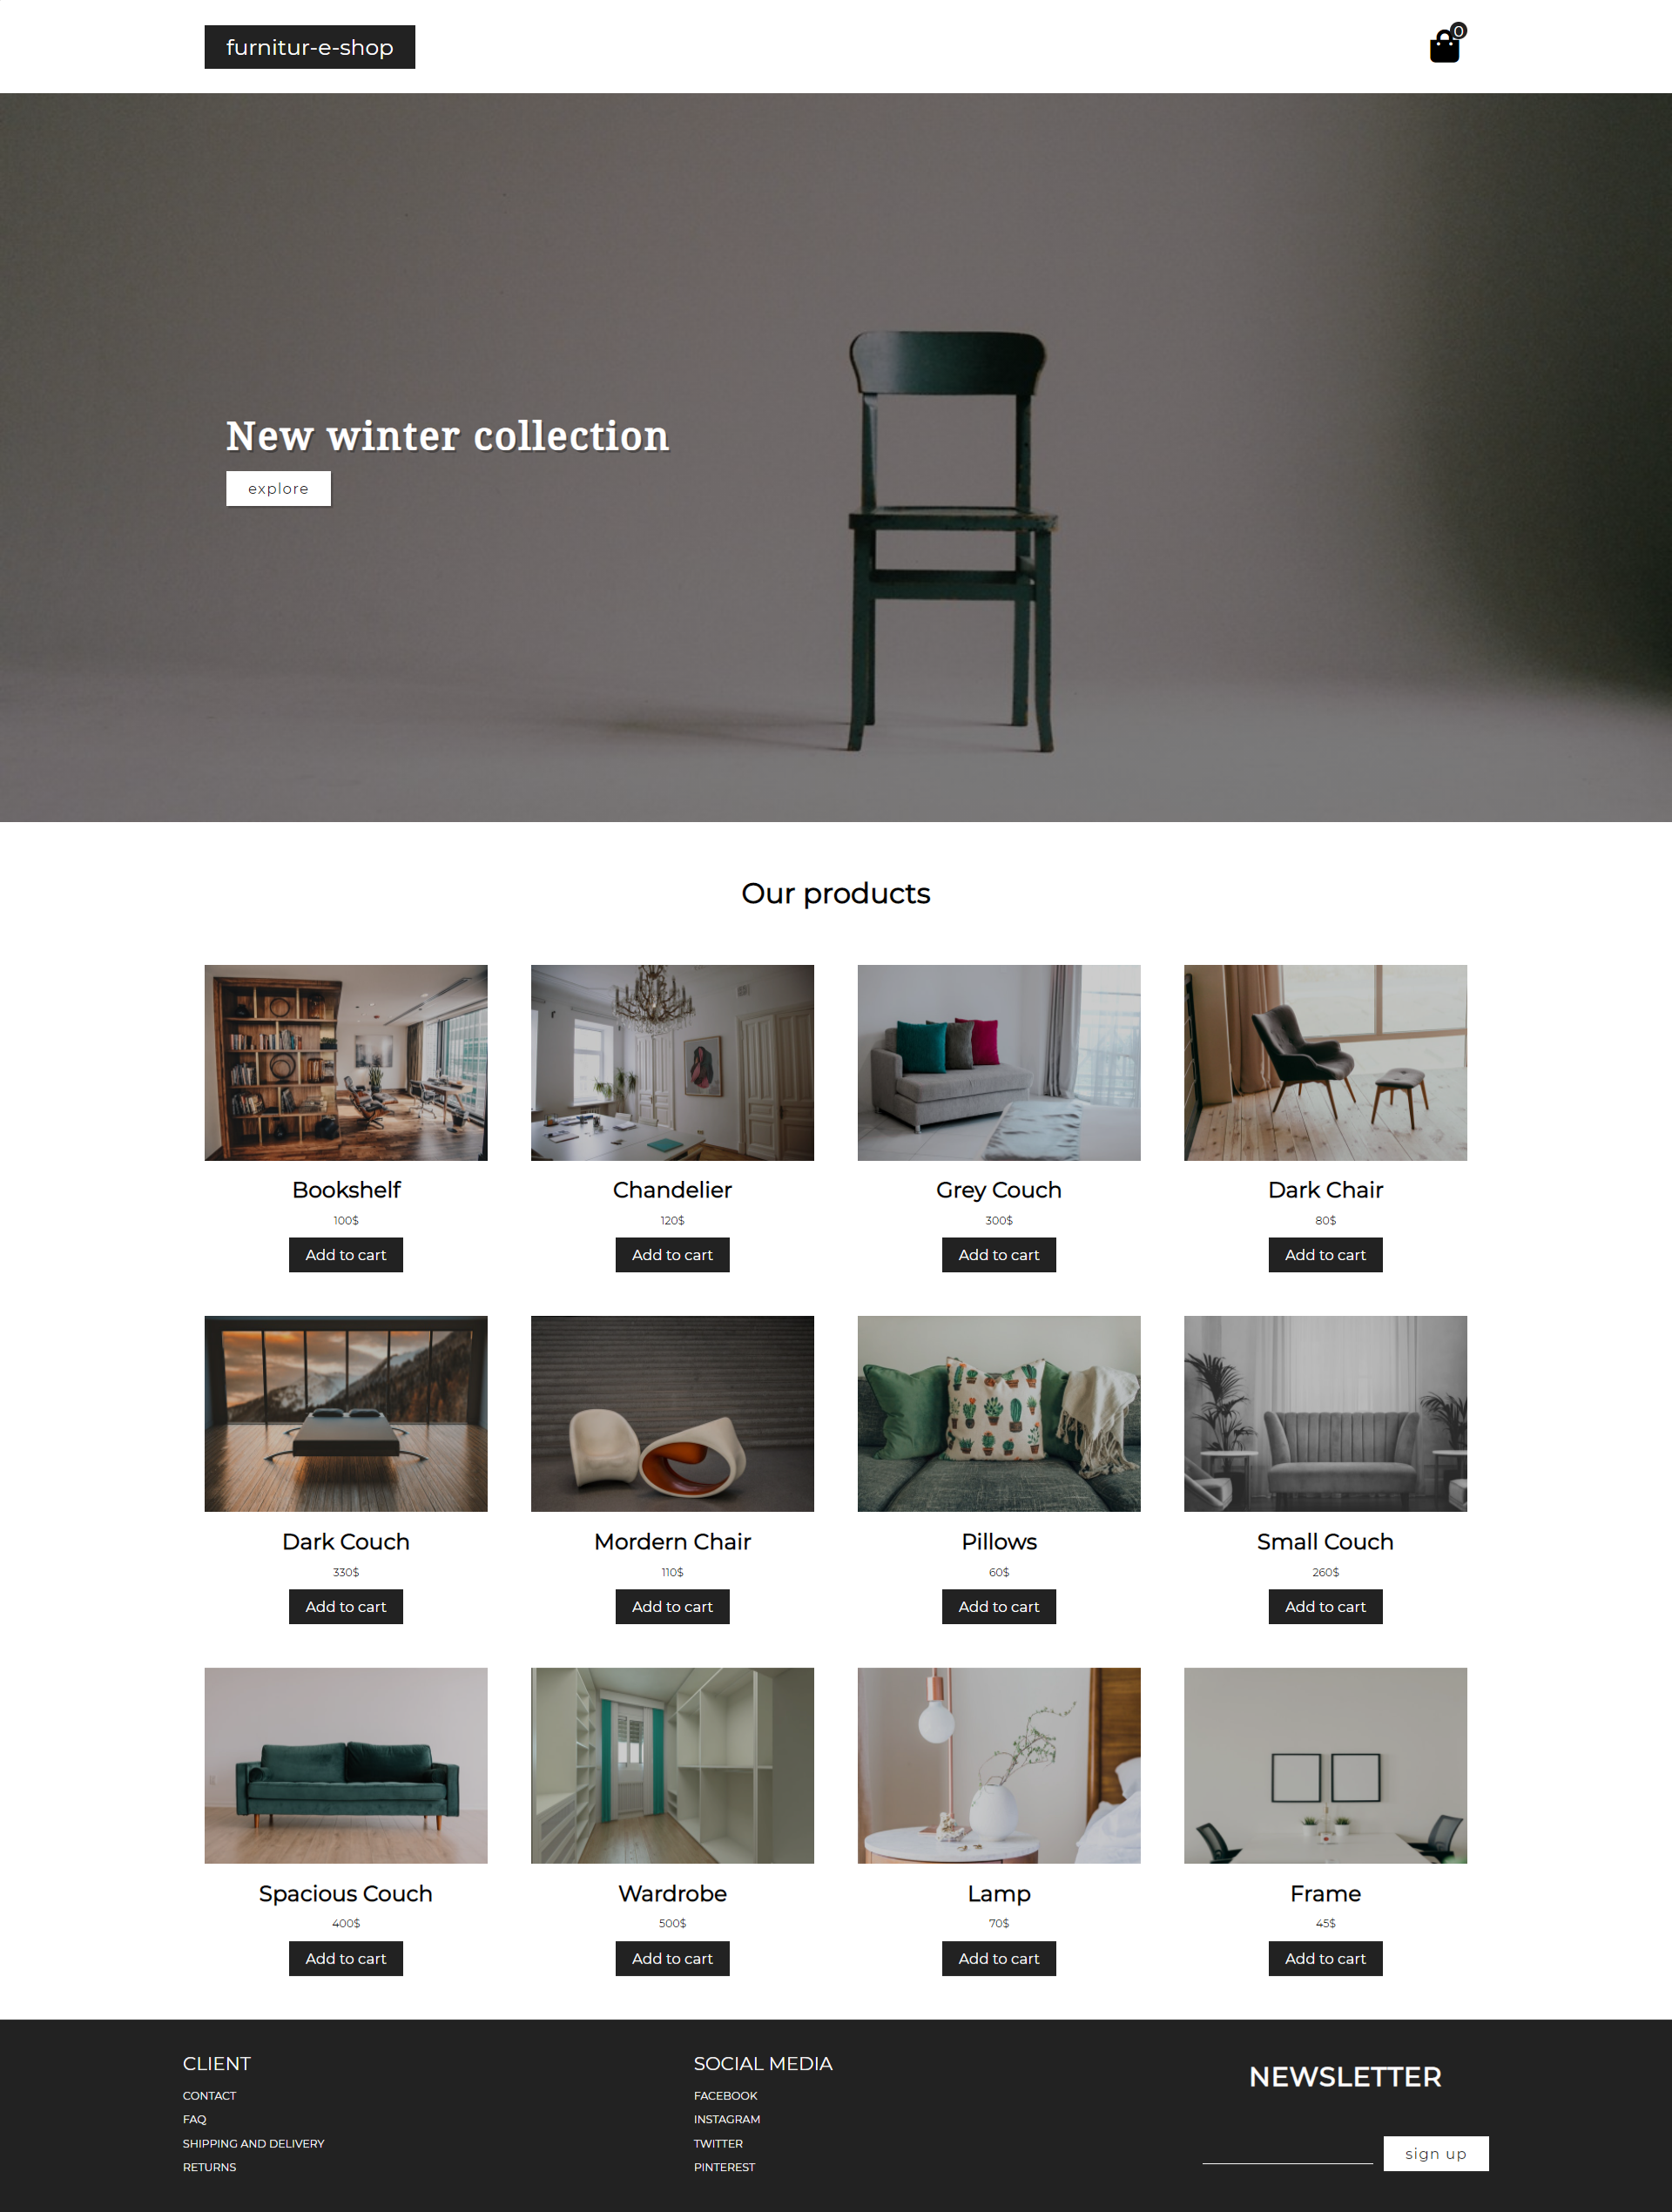 furnitur-e-shop
0
New winter collection
explore
Our products
Bookshelf
100$
Add to cart
Chandelier
120$
Add to cart
Grey Couch
300$
Add to cart
Dark Chair
80$
Add to cart
Dark Couch
330$
Add to cart
Mordern Chair
110$
Add to cart
Pillows
60$
Add to cart
Small Couch
260$
Add to cart
Spacious Couch
400$
Add to cart
Wardrobe
500$
Add to cart
Lamp
70$
Add to cart
Frame
45$
Add to cart
CLIENT
CONTACT
FAQ
SHIPPING AND DELIVERY
RETURNS
SOCIAL MEDIA
FACEBOOK
INSTAGRAM
TWITTER
PINTEREST
NEWSLETTER
sign up